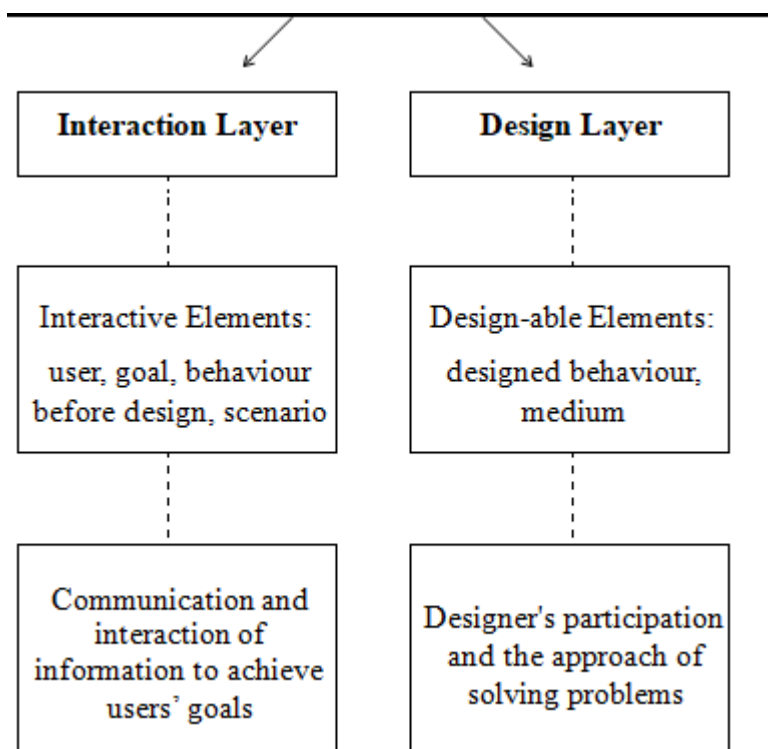 Interaction Layer
Interactive Elements:
user, goal, behaviour
before design, scenario
Communication and
interaction of
information to achieve
users’ goals
Design Layer
Design-able Elements:
designed behaviour,
medium
Designer's participation
and the approach of
solving problems